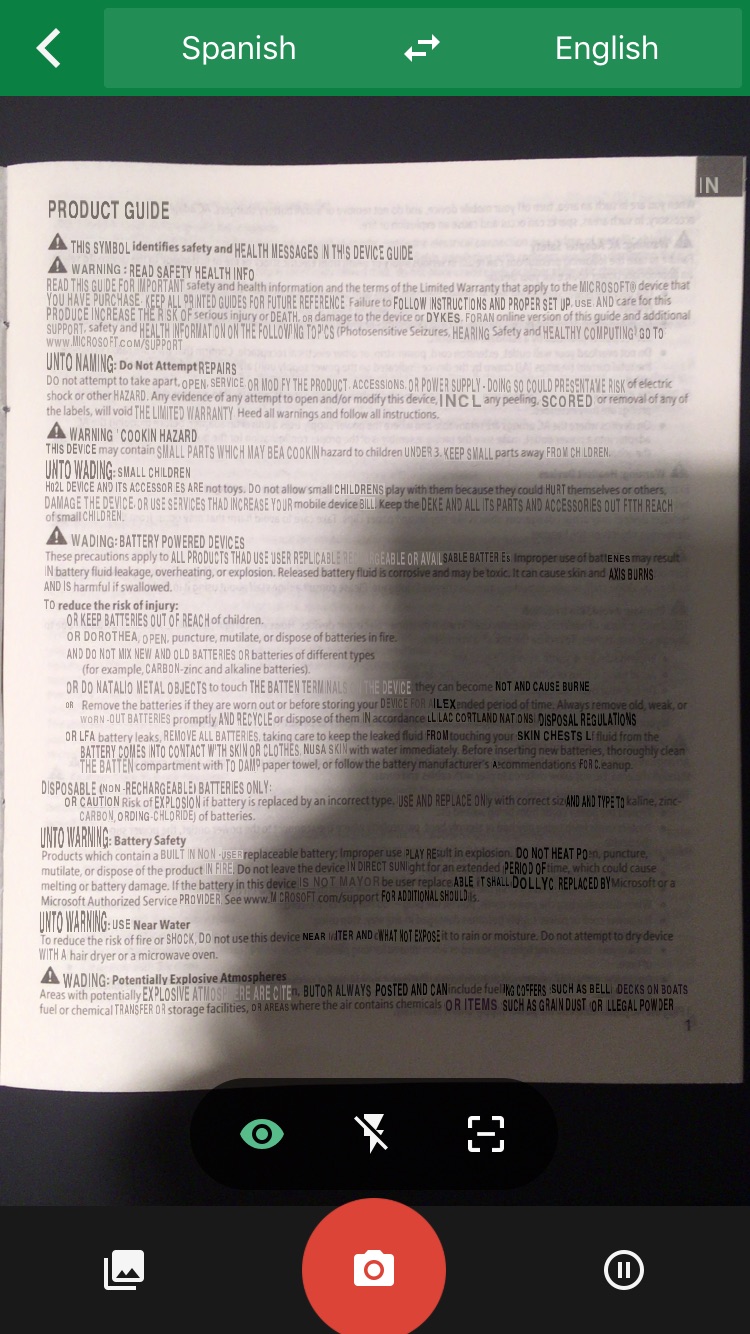 Spanish English
IN
PRODUCT GUIDE
THIS SYMBOL identifies safety and HEALTH MESSAGES IN THIS DEVICE GUIDE
WARNING : READ SAFETY HEALTH INFO
READ THIS GUIDE FOR IMPORTANT safety and health information and the terms of the Limited Warranty that apply to the MICROSOFT® device that
YOU HAVE PURCHASE. KEEP ALL PRINTED GUIDES FOR FUTURE REFERENCE. Failure to FOLLOW INSTRUCTIONS AND PROPER SET UP, USE, AND care for this
PRODUCE INCREASE THE RISK OF serious injury or DEATH, OR damage to the device or DYKES. FORAN online version of this guide and additional
SUPPORT, safety and HEALTH INFORMATION ON THE FOLLOWING TOPICS (Photosensitive Seizures, HEARING Safety and HEALTHY COMPUTING) GO TO
www.MICROSOFT.com/SUPPORT
UNTO NAMING: Do Not Attempt REPAIRS
Do not attempt to take apart, OPEN, SERVICE, OR MODIFY THE PRODUCT, ACCESSIONS, OR POWER SUPPLY - DOING SO COULD PRESENTAME RISK of electric
shock or other HAZARD. Any evidence of any attempt to open and/or modify this device, INCL any peeling, SCORED, or removal of any of
the labels, will void THE LIMITED WARRANTY. Heed all warnings and follow all instructions.
WARNING 'COOKIN HAZARD
THIS DEVICE may contain SMALL PARTS WHICH MAY BEA COOKIN hazard to children UNDER 3. KEEP SMALL parts away FROM CHILDREN.
UNTO WADING: SMALL CHILDREN
H02L DEVICE AND ITS ACCESSOR ES ARE not toys. DO not allow small CHILDRENS play with them because they could HURT themselves or others,
DAMAGE THE DEVICE, OR USE SERVICES THAD INCREASE YOUR mobile device BILL. Keep the DEKE AND ALL ITS PARTS AND ACCESSORIES OUT FTTH REACH
of small CHILDREN.
WADING: BATTERY POWERED DEVICES
These precautions apply to ALL PRODUCTS THAD USE USER REPLICABLE GEABLE OR AVAIL SABLE BATTER Es. Improper use of batt ENES may result
IN battery fluid leakage, overheating, or explosion. Released battery fluid is corrosive and may be toxic. It can cause skin and AXIS BURNS
AND IS harmful if swallowed.
TO reduce the risk of injury:
OR KEEP BATTERIES OUT OF REACH of children.
OR DOROTHEA, OPEN, puncture, mutilate, or dispose of batteries in fire.
AND DO NOT MIX NEW AND OLD BATTERIES OR batteries of different types
(for example, CARBON-zinc and alkaline batteries).
OR DO NATALIO METAL OBJECTS to touch THE BATTEN TERMINALS THE DEVICE they can become NOT AND CAUSE BURNE
OR Remove the batteries if they are worn out or before storing your DEVICE FOR A ILEX ended period of time. Always remove old, weak, or
WORN-OUT BATTERIES promptly AND RECYCLE or dispose of them IN accordance LL LAC CORTLAND NATIONS' DISPOSAL REGULATIONS
OR LFA battery leaks, REMOVE ALL BATTERIES, taking care to keep the leaked fluid FROM touching your SKIN CHESTS L fluid from the
BATTERY COMES INTO CONTACT WITH SKIN OR CLOTHES, NUSA SKIN with water immediately. Before inserting new batteries, thoroughly clean
THE BATTEN compartment with TO DAMP paper towel, or follow the battery manufacturer's Accommendations FOR Cleanup.
DISPOSABLE (NON-RECHARGEABLE) BATTERIES ONLY:
OR CAUTION Risk of EXPLOSION if battery is replaced by an incorrect type. USE AND REPLACE ONly with correct siz AND AND TYPE TO kaline, zinc-
CARBON, ORDING-CHLORIDE) of batteries.
UNTO WARNING: Battery Safety
Products which contain a BUILT IN NON-USER replaceable battery; Improper use PLAY REsult in explosion. DO NOT HEAT PO en, puncture,
mutilate, or dispose of the product IN FIRE. Do not leave the device IN DIRECT SUNlight for an extended PERIOD OF time, which could cause
melting or battery damage. If the battery in this device IS NOT MAYOR be user replace ABLE IT SHALL DOLLYC REPLACED BY Microsoft or a
Microsoft Authorized Service PROVIDER. See www.MICROSOFT.com/support FOR ADDITIONAL SHOULD ils.
UNTO WARNING: USE Near Water
To reduce the risk of fire or SHOCK, DO not use this device NEAR WATER AND C WHAT NOT EXPOSE it to rain or moisture. Do not attempt to dry device
WITH A hair dryer or a microwave oven.
WADING: Potentially Explosive Atmospheres
Areas with potentially EXPLOSIVE ATMOSPHERE ARE CITE n, BUTOR ALWAYS POSTED AND CAN include fuel ING COFFERS (SUCH AS BELL DECKS ON BOATS
fuel or chemical TRANSFER OR storage facilities, OR AREAS where the air contains chemicals OR ITEMS SUCH AS GRAIN DUST OR LLEGAL POWDER
1